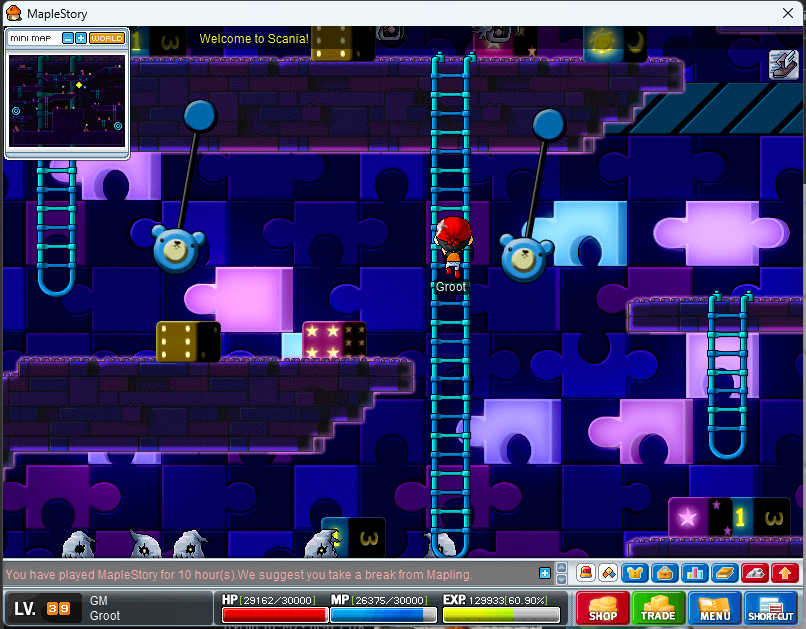 MapleStory
MINI MAP
WORLD
Welcome to Scania!
Groot
1
You have played MapleStory for 10 hour(s).We suggest you take a break from Mapling.
LV. 39
GM
Groot
HP[29162/30000] MP[26375/30000] EXP 129933[60.90%]
SHOP TRADE MENU SHORTCUT